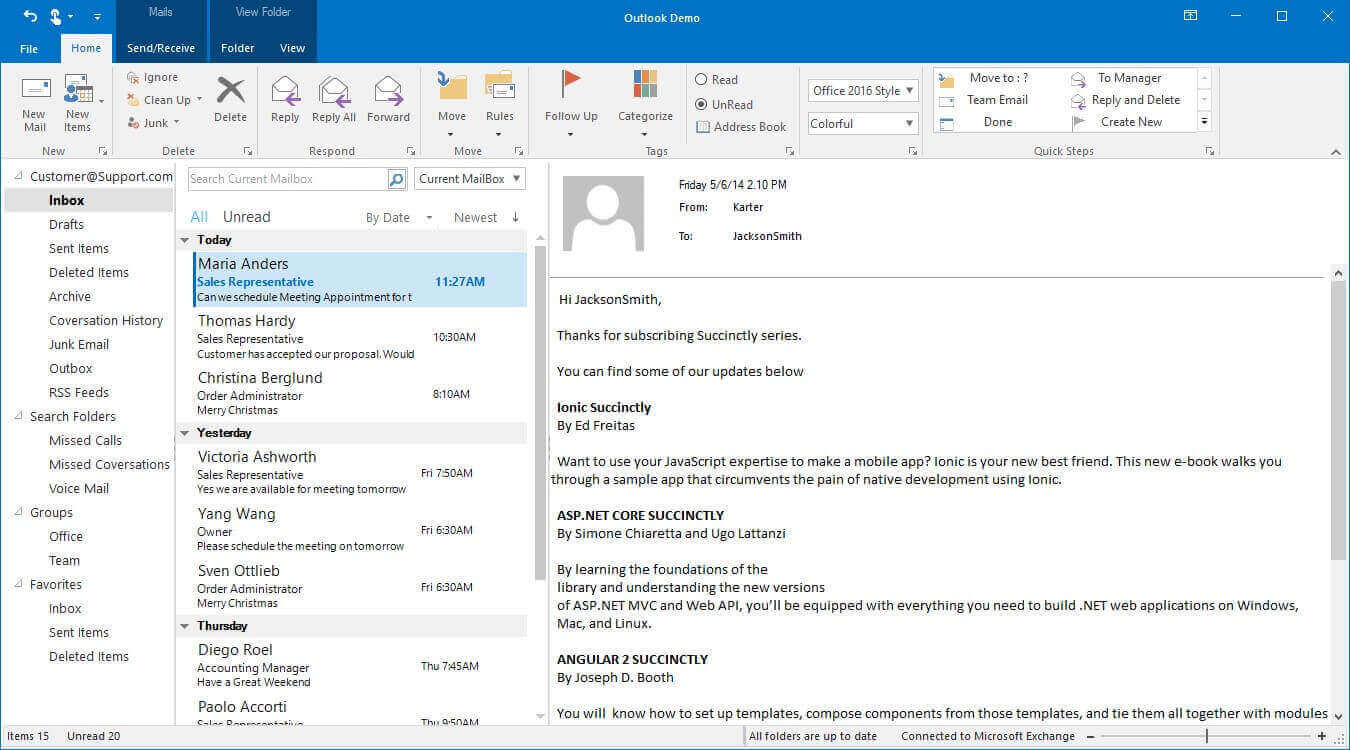 Mails
View Folder
Outlook Demo
File
Home
Send/Receive
Folder
View
New Mail
New Items
New
Ignore
Clean Up
Junk
Delete
Delete
Reply
Reply All
Forward
Respond
Move
Rules
Move
Follow Up
Categorize
Read
UnRead
Address Book
Tags
Office 2016 Style
Colorful
Move to : ?
Team Email
Done
To Manager
Reply and Delete
Create New
Quick Steps
Customer@Support.com
Inbox
Drafts
Sent Items
Deleted Items
Archive
Coversation History
Junk Email
Outbox
RSS Feeds
Search Folders
Missed Calls
Missed Coversations
Voice Mail
Groups
Office
Team
Favorites
Inbox
Sent Items
Deleted Items
Search Current Mailbox
Current MailBox
All
Unread
By Date
Newest
Today
Maria Anders
Sales Representative 11:27AM
Can we schedule Meeting Appointment for t
Thomas Hardy
Sales Representative 10:30AM
Customer has accepted our proposal. Would
Christina Berglund
Order Administrator 8:10AM
Merry Christmas
Yesterday
Victoria Ashworth
Sales Representative Fri 7:50AM
Yes we are available for meeting tomorrow
Yang Wang
Owner Fri 6:30AM
Please schedule the meeting on tomorrow
Sven Ottlieb
Order Administrator Fri 6:30AM
Merry Christmas
Thursday
Diego Roel
Accounting Manager Thu 7:45AM
Have a Great Weekend
Paolo Accorti
Sales Representative Thu 9:50AM
Friday 5/6/14 2.10 PM
From: Karter
To: JacksonSmith
Hi JacksonSmith,
Thanks for subscribing Succinctly series.
You can find some of our updates below
Ionic Succinctly
By Ed Freitas
Want to use your JavaScript expertise to make a mobile app? Ionic is your new best friend. This new e-book walks you
through a sample app that circumvents the pain of native development using Ionic.
ASP.NET CORE SUCCINCTLY
By Simone Chiaretta and Ugo Lattanzi
By learning the foundations of the
library and understanding the new versions
of ASP.NET MVC and Web API, you’ll be equipped with everything you need to build .NET web applications on Windows,
Mac, and Linux.
ANGULAR 2 SUCCINCTLY
By Joseph D. Booth
You will know how to set up templates, compose components from those templates, and tie them all together with modules
Items 15
Unread 20
All folders are up to date
Connected to Microsoft Exchange